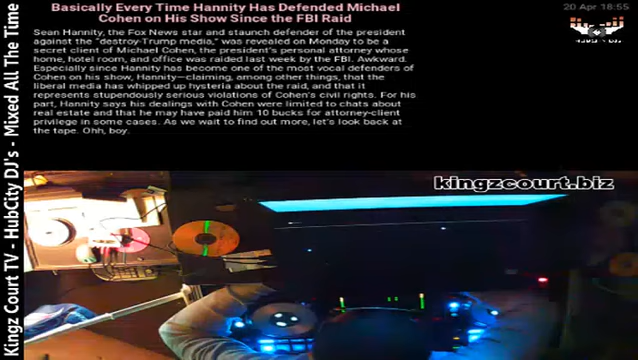 Basically Every Time Hannity Has Defended Michael
Cohen on His Show Since the FBI Raid
20 Apr 18:55
Sean Hannity, the Fox News star and staunch defender of the president
against the "destroy-Trump media," was revealed on Monday to be a
secret client of Michael Cohen, the president's personal attorney whose
home, hotel room, and office was raided last week by the FBI. Awkward.
Especially since Hannity has become one of the most vocal defenders of
Cohen on his show, Hannity—claiming, among other things, that the
liberal media has whipped up hysteria about the raid, and that it
represents stupendously serious violations of Cohen's civil rights. For his
part, Hannity says his dealings with Cohen were limited to chats about
real estate and that he may have paid him 10 bucks for attorney-client
privilege in some cases. As we wait to find out more, let's look back at
the tape. Ohh, boy.
kingzcourt.biz
Kingz Court TV - HubCity DJ's - Mixed All The Time